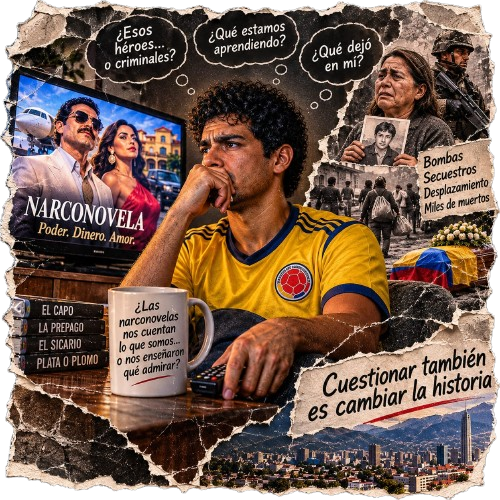 ¿Esos
héroes...
o criminales?
¿Qué estamos
aprendiendo?
¿Qué dejó
en mí?
NARCONOVELA
Poder. Dinero. Amor.
Bombas
Secuestros
Desplazamiento
Miles de muertos
EL CAPO
LA PREPAGO
EL SICARIO
PLATA O PLOMO
¿Las
narconovelas
nos cuentan
lo que somos...
o nos enseñaron
qué admirar?
Cuestionar también
es cambiar la historia